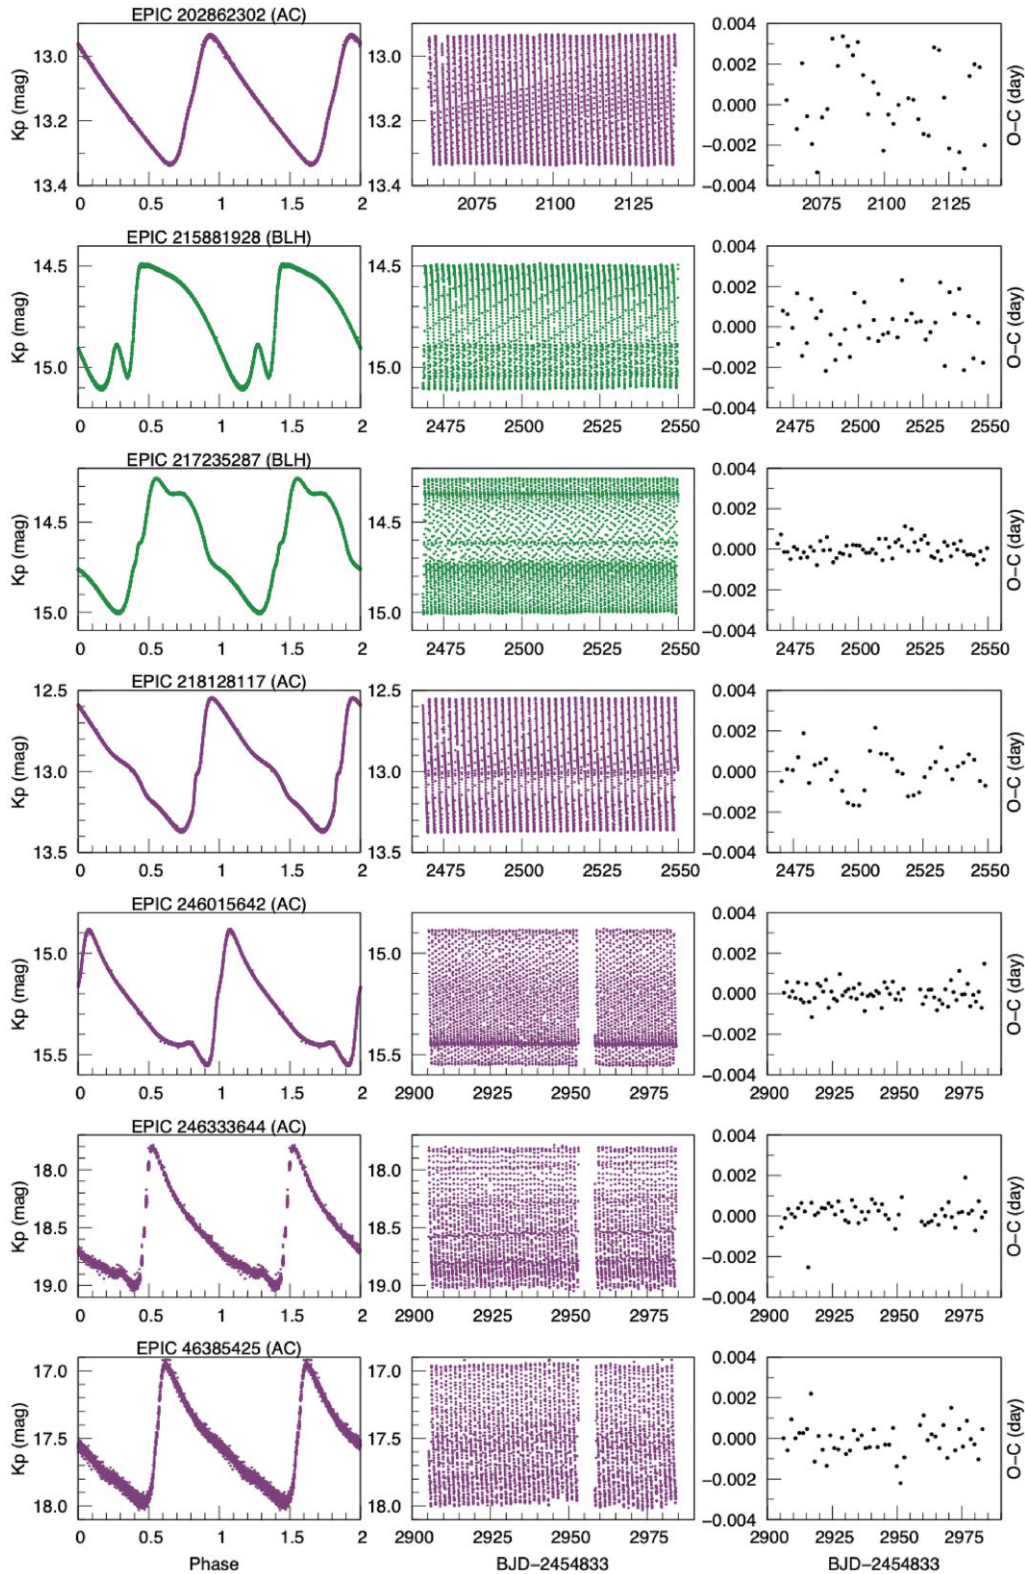 EPIC 202862302 (AC)
Kp (mag)
13.0
13.2
13.4
0 0.5 1 1.5 2
13.0
13.2
13.4
2075 2100 2125
0.004
0.002
0.000
−0.002
−0.004
2075 2100 2125
O−C (day)
EPIC 215881928 (BLH)
Kp (mag)
14.5
15.0
0 0.5 1 1.5 2
14.5
15.0
2475 2500 2525 2550
0.004
0.002
0.000
−0.002
−0.004
2475 2500 2525 2550
O−C (day)
EPIC 217235287 (BLH)
Kp (mag)
14.5
15.0
0 0.5 1 1.5 2
14.5
15.0
2475 2500 2525 2550
0.004
0.002
0.000
−0.002
−0.004
2475 2500 2525 2550
O−C (day)
EPIC 218128117 (AC)
Kp (mag)
12.5
13.0
13.5
0 0.5 1 1.5 2
12.5
13.0
13.5
2475 2500 2525 2550
0.004
0.002
0.000
−0.002
−0.004
2475 2500 2525 2550
O−C (day)
EPIC 246015642 (AC)
Kp (mag)
15.0
15.5
0 0.5 1 1.5 2
15.0
15.5
2900 2925 2950 2975
0.004
0.002
0.000
−0.002
−0.004
2900 2925 2950 2975
O−C (day)
EPIC 246333644 (AC)
Kp (mag)
18.0
18.5
19.0
0 0.5 1 1.5 2
18.0
18.5
19.0
2900 2925 2950 2975
0.004
0.002
0.000
−0.002
−0.004
2900 2925 2950 2975
O−C (day)
EPIC 46385425 (AC)
Kp (mag)
17.0
17.5
18.0
0 0.5 1 1.5 2
Phase
17.0
17.5
18.0
2900 2925 2950 2975
BJD−2454833
0.004
0.002
0.000
−0.002
−0.004
2900 2925 2950 2975
BJD−2454833
O−C (day)